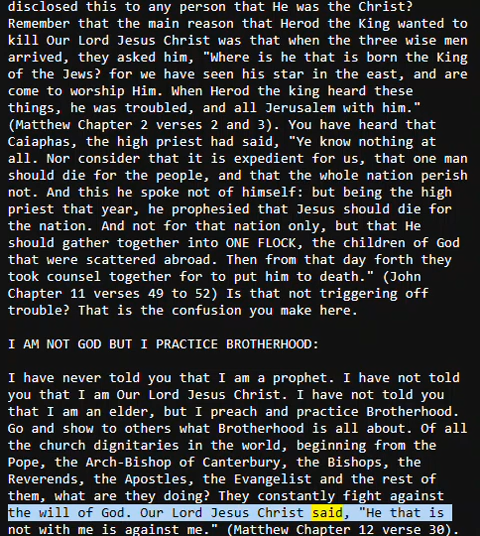 disclosed this to any person that He was the Christ?
Remember that the main reason that Herod the King wanted to
kill Our Lord Jesus Christ was that when the three wise men
arrived, they asked him, "Where is he that is born the King
of the Jews? for we have seen his star in the east, and are
come to worship Him. When Herod the king heard these
things, he was troubled, and all Jerusalem with him."
(Matthew Chapter 2 verses 2 and 3). You have heard that
Caiaphas, the high priest had said, "Ye know nothing at
all. Nor consider that it is expedient for us, that one man
should die for the people, and that the whole nation perish
not. And this he spoke not of himself: but being the high
priest that year, he prophesied that Jesus should die for
the nation. And not for that nation only, but that He
should gather together into ONE FLOCK, the children of God
that were scattered abroad. Then from that day forth they
took counsel together for to put him to death." (John
Chapter 11 verses 49 to 52) Is that not triggering off
trouble? That is the confusion you make here.
I AM NOT GOD BUT I PRACTICE BROTHERHOOD:
I have never told you that I am a prophet. I have not told
you that I am Our Lord Jesus Christ. I have not told you
that I am an elder, but I preach and practice Brotherhood.
Go and show to others what Brotherhood is all about. Of all
the church dignitaries in the world, beginning from the
Pope, the Arch-Bishop of Canterbury, the Bishops, the
Reverends, the Apostles, the Evangelist and the rest of
them, what are they doing? They constantly fight against
the will of God. Our Lord Jesus Christ said, "He that is
not with me is against me." (Matthew Chapter 12 verse 30).